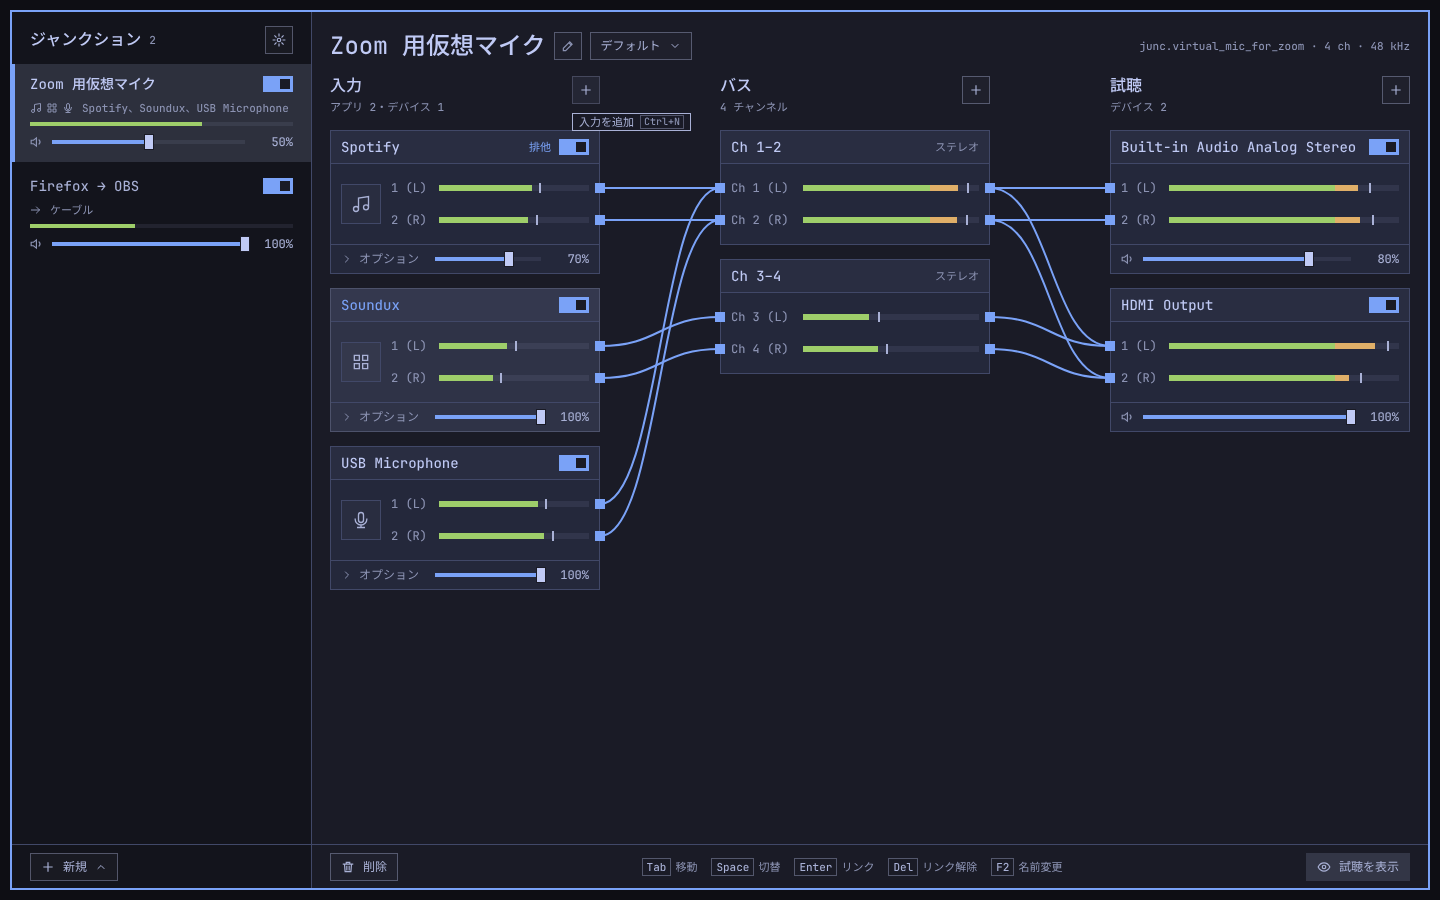 ジャンクション 2
Zoom 用仮想マイク
Spotify、Soundux、USB Microphone
50%
Firefox → OBS
→ ケーブル
100%
新規
Zoom 用仮想マイク
デフォルト
junc.virtual_mic_for_zoom · 4 ch · 48 kHz
入力
アプリ 2・デバイス 1
入力を追加 Ctrl+N
Spotify 排他
1 (L)
2 (R)
オプション 70%
Soundux
1 (L)
2 (R)
オプション 100%
USB Microphone
1 (L)
2 (R)
オプション 100%
バス
4 チャンネル
Ch 1–2 ステレオ
Ch 1 (L)
Ch 2 (R)
Ch 3–4 ステレオ
Ch 3 (L)
Ch 4 (R)
試聴
デバイス 2
Built-in Audio Analog Stereo
1 (L)
2 (R)
80%
HDMI Output
1 (L)
2 (R)
100%
削除
Tab 移動 Space 切替 Enter リンク Del リンク解除 F2 名前変更
試聴を表示